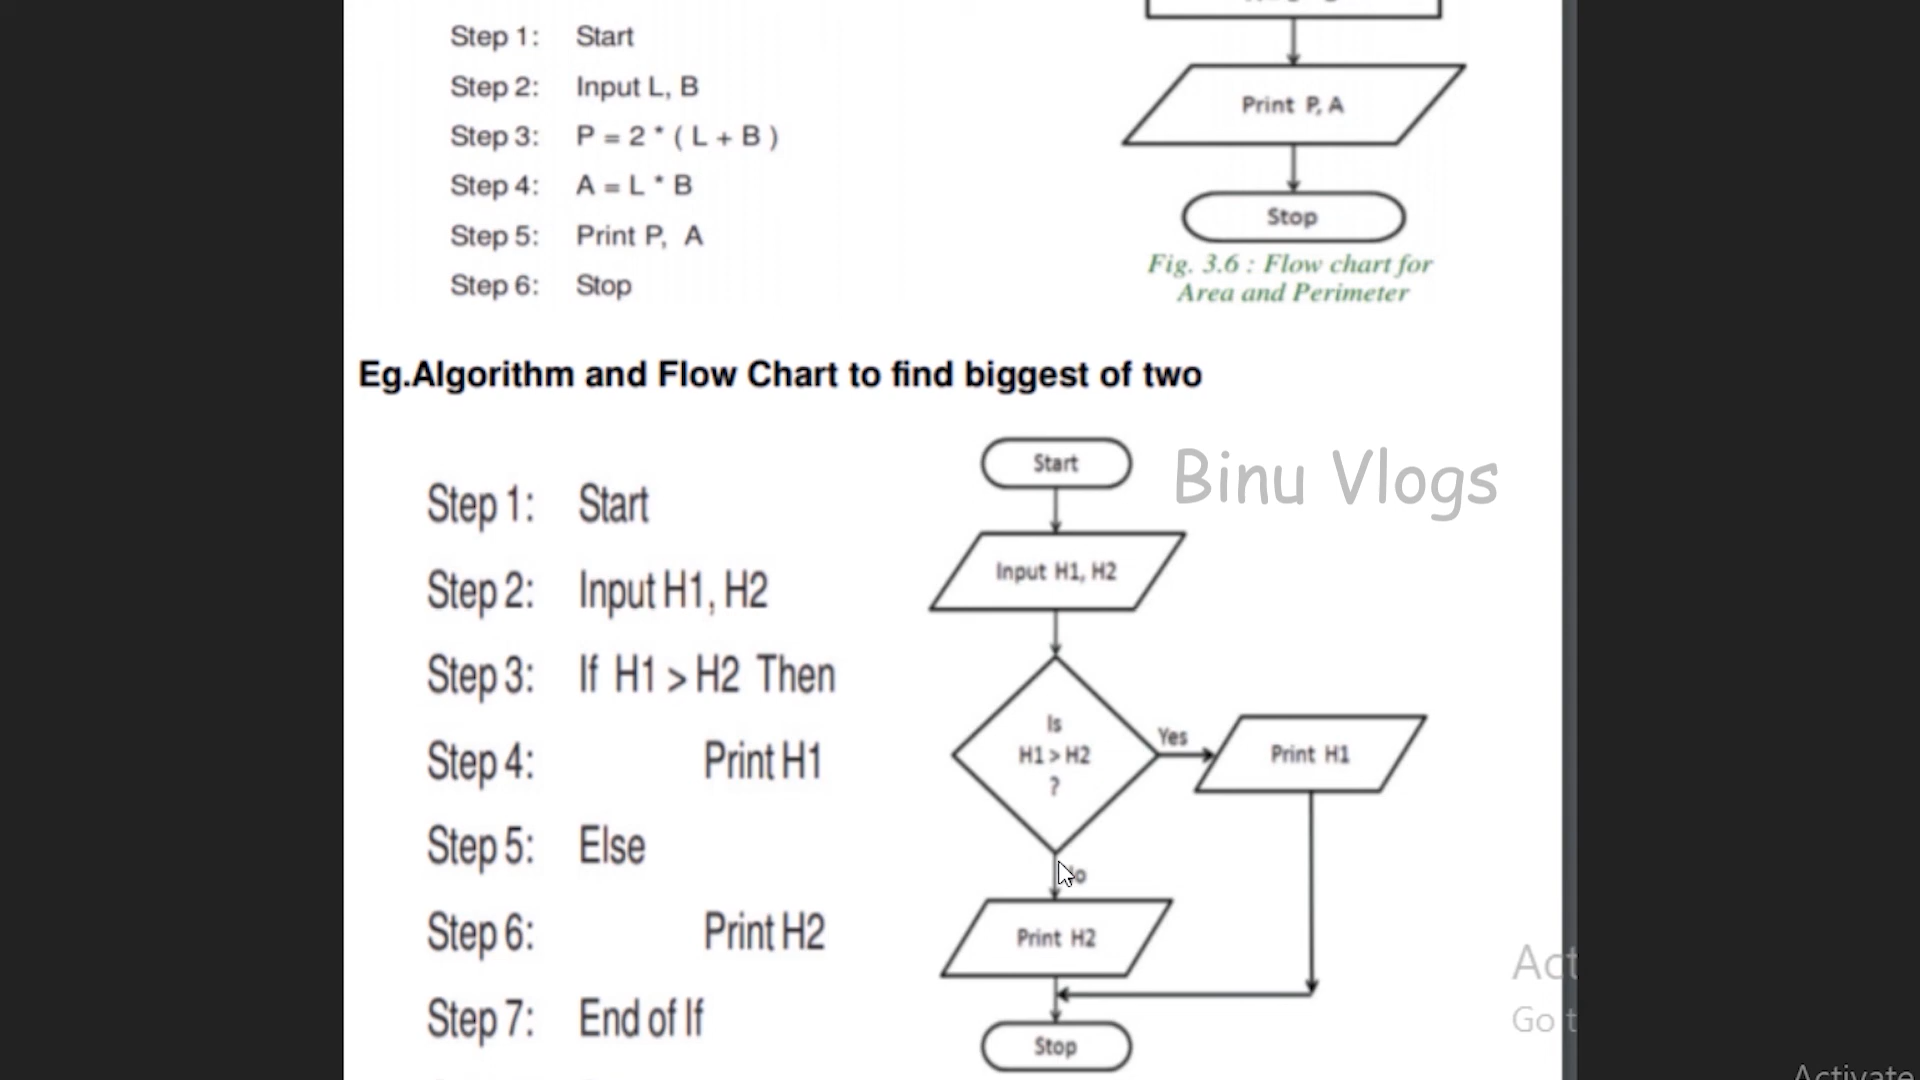 Step 1: Start
Step 2: Input L, B
Step 3: P = 2 * ( L + B )
Step 4: A = L * B
Step 5: Print P, A
Step 6: Stop
Print P, A
Stop
Fig. 3.6 : Flow chart for
Area and Perimeter
Eg.Algorithm and Flow Chart to find biggest of two
Binu Vlogs
Step 1: Start
Step 2: Input H1, H2
Step 3: If H1 > H2 Then
Step 4: Print H1
Step 5: Else
Step 6: Print H2
Step 7: End of If
Start
Input H1, H2
Is
H1 > H2
?
Yes
Print H1
Print H2
Stop
Go
Activate